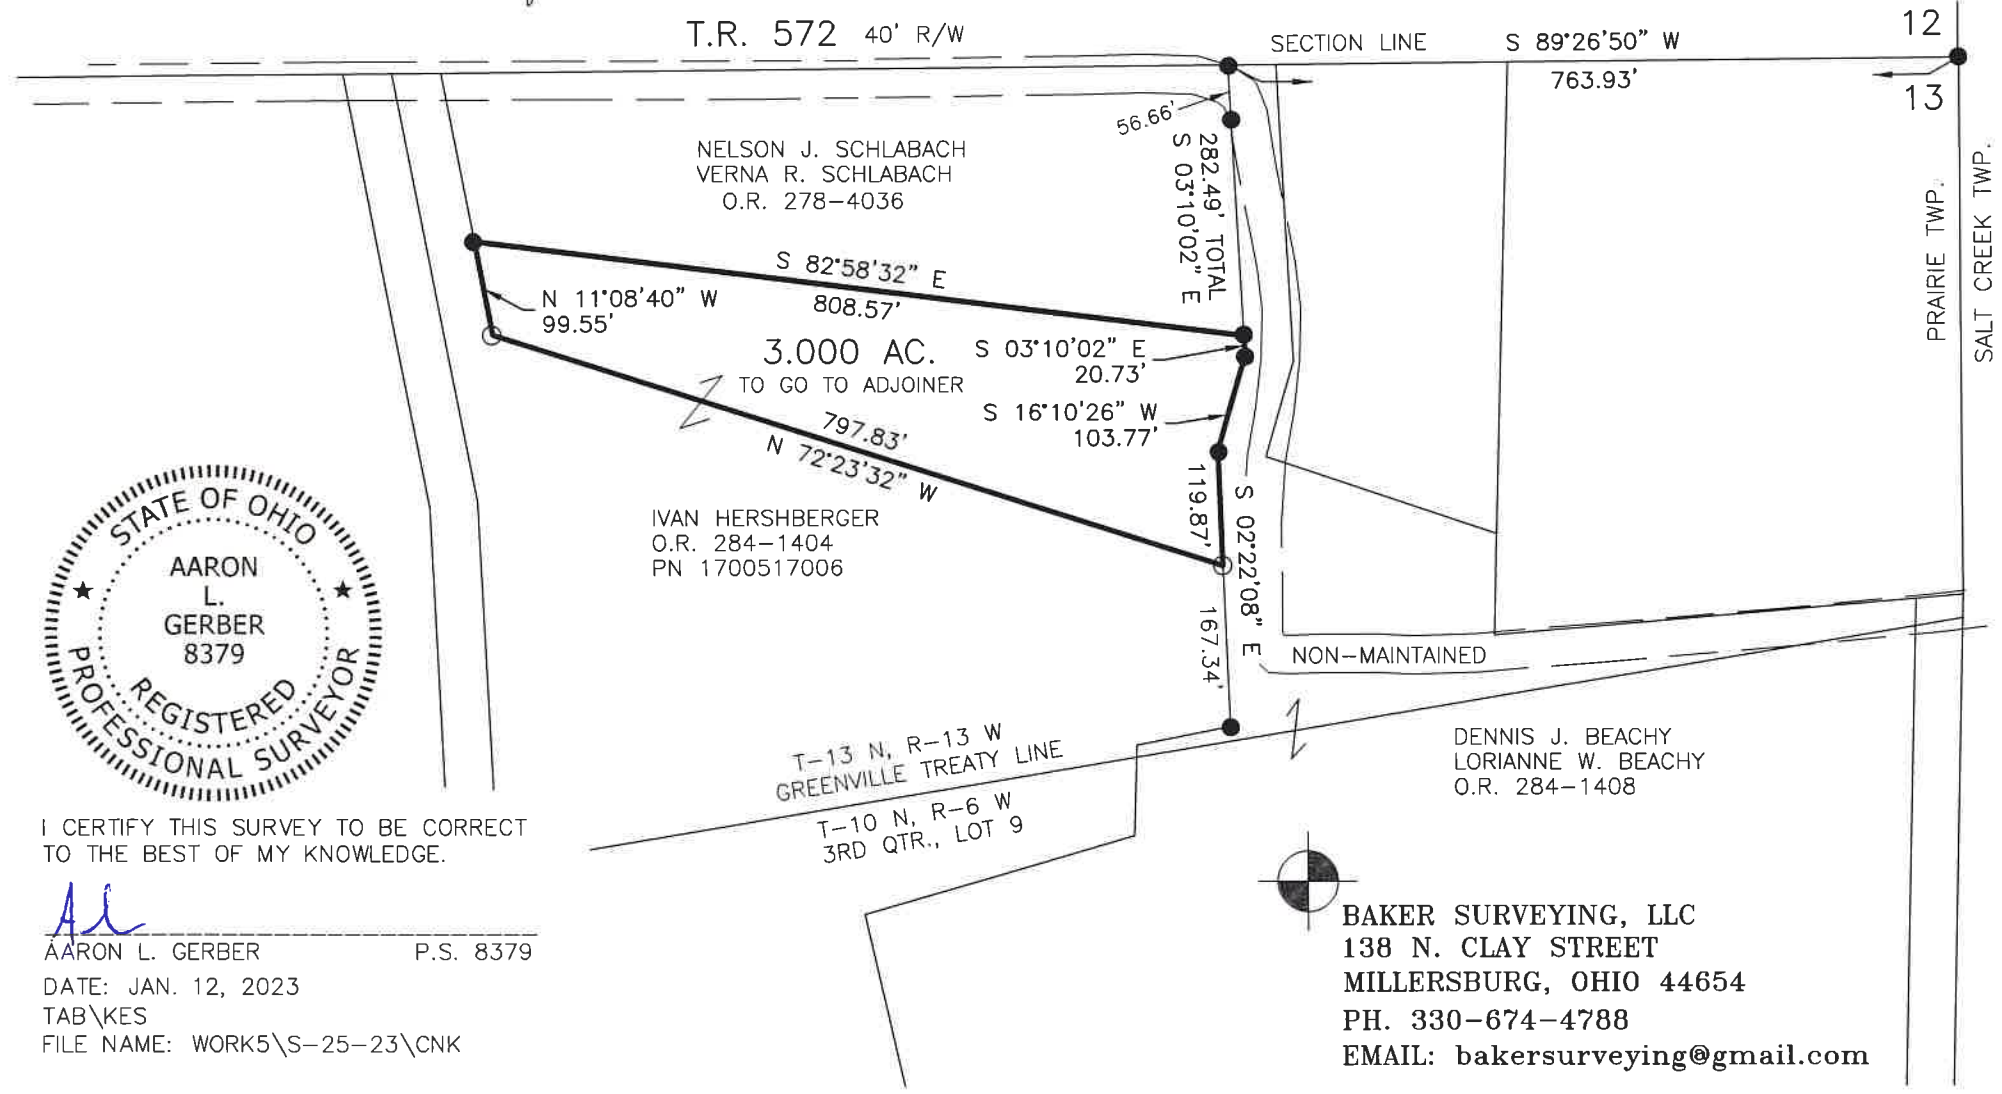 T.R. 572 40' R/W
SECTION LINE
S 89°26'50" W
763.93'
12
13
56.66'
282.49' TOTAL
S 03°10'02" E
PRAIRIE TWP.
SALT CREEK TWP.
NELSON J. SCHLABACH
VERNA R. SCHLABACH
O.R. 278-4036
S 82°58'32" E
808.57'
N 11°08'40" W
99.55'
3.000 AC.
TO GO TO ADJOINER
S 03°10'02" E
20.73'
S 16°10'26" W
103.77'
797.83'
N 72°23'32" W
119.87'
S 02°22'08" E
167.34'
IVAN HERSHBERGER
O.R. 284-1404
PN 1700517006
NON-MAINTAINED
STATE OF OHIO
AARON
L.
GERBER
8379
REGISTERED
PROFESSIONAL SURVEYOR
T-13 N, R-13 W
GREENVILLE TREATY LINE
T-10 N, R-6 W
3RD QTR., LOT 9
DENNIS J. BEACHY
LORIANNE W. BEACHY
O.R. 284-1408
I CERTIFY THIS SURVEY TO BE CORRECT
TO THE BEST OF MY KNOWLEDGE.
AARON L. GERBER P.S. 8379
DATE: JAN. 12, 2023
TAB\KES
FILE NAME: WORK5\S-25-23\CNK
BAKER SURVEYING, LLC
138 N. CLAY STREET
MILLERSBURG, OHIO 44654
PH. 330-674-4788
EMAIL: bakersurveying@gmail.com